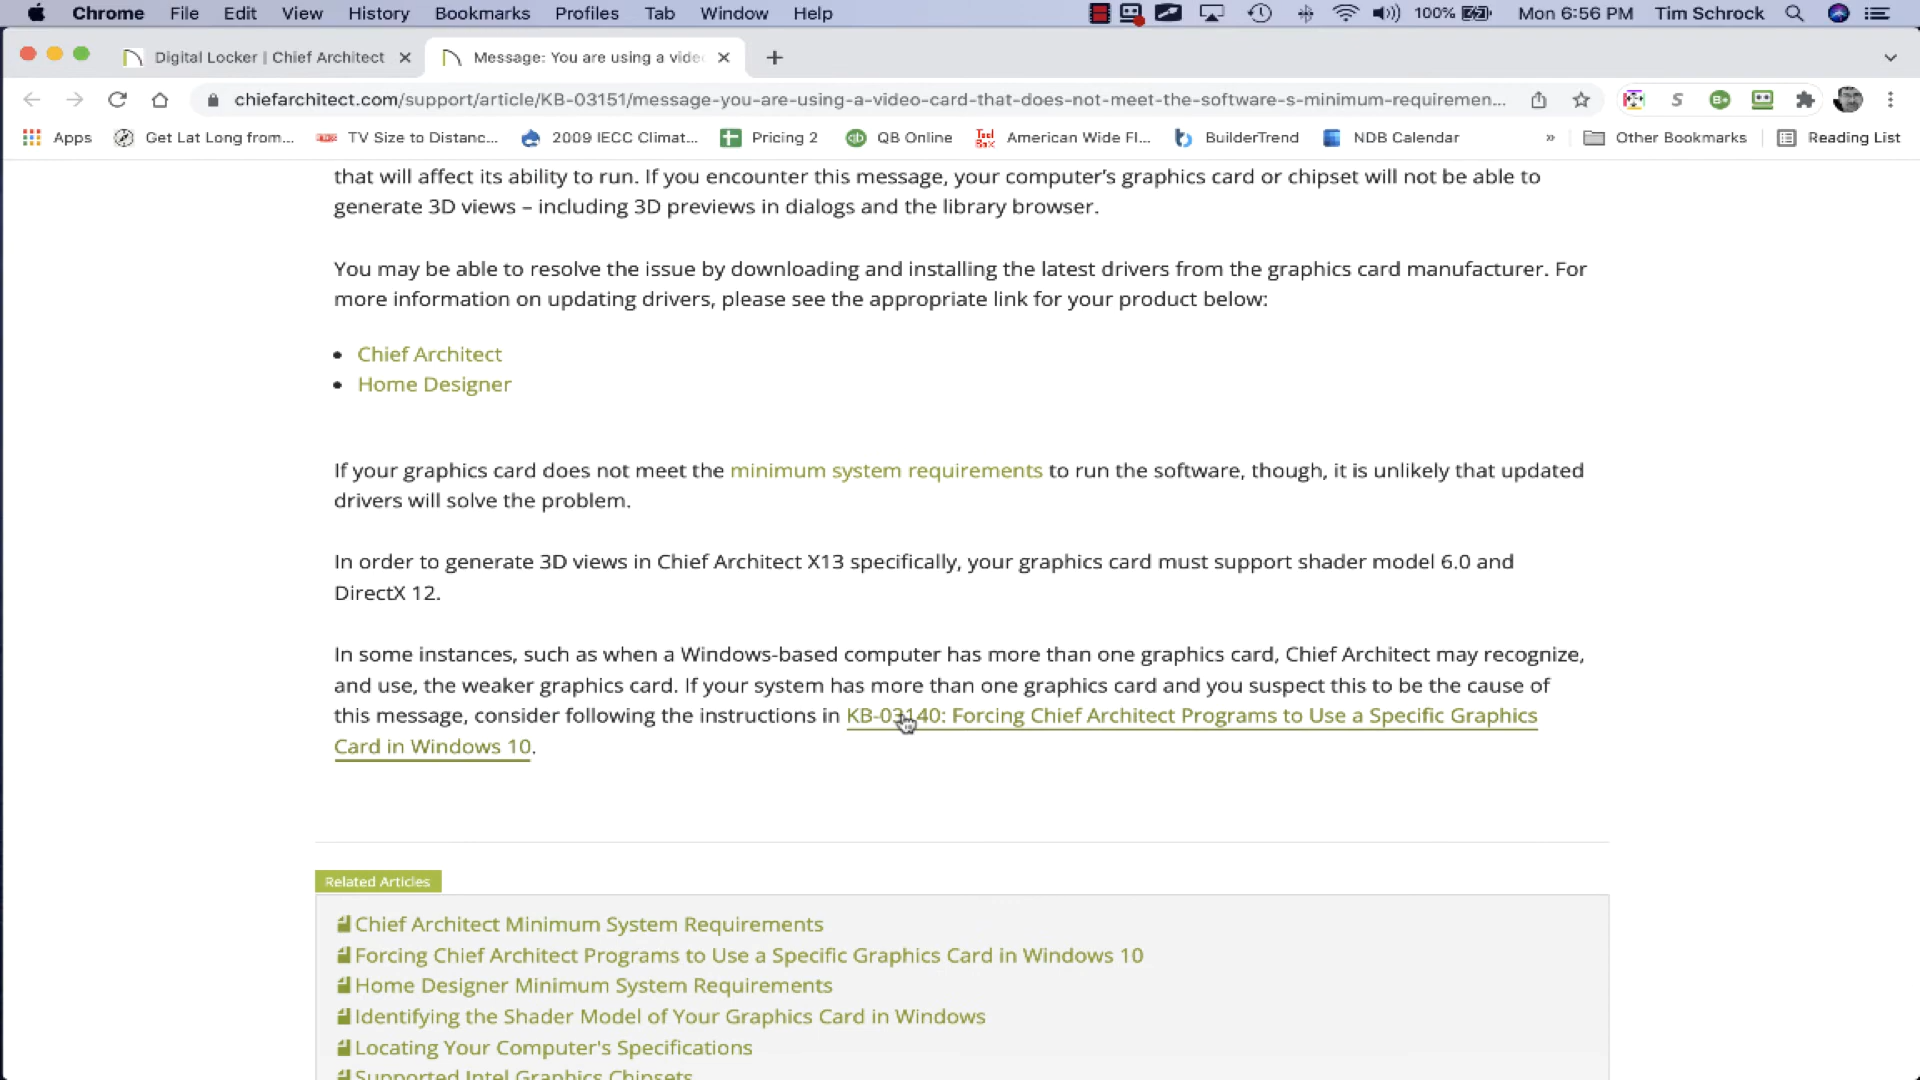 Chrome File Edit View History Bookmarks Profiles Tab Window Help 100% Mon 6:56 PM Tim Schrock
Digital Locker | Chief Architect Message: You are using a vide
chiefarchitect.com/support/article/KB-03151/message-you-are-using-a-video-card-that-does-not-meet-the-software-s-minimum-requiremen...
Apps Get Lat Long from... TV Size to Distanc... 2009 IECC Climat... Pricing 2 QB Online American Wide Fl... BuilderTrend NDB Calendar » Other Bookmarks Reading List
that will affect its ability to run. If you encounter this message, your computer's graphics card or chipset will not be able to
generate 3D views – including 3D previews in dialogs and the library browser.
You may be able to resolve the issue by downloading and installing the latest drivers from the graphics card manufacturer. For
more information on updating drivers, please see the appropriate link for your product below:
• Chief Architect
• Home Designer
If your graphics card does not meet the minimum system requirements to run the software, though, it is unlikely that updated
drivers will solve the problem.
In order to generate 3D views in Chief Architect X13 specifically, your graphics card must support shader model 6.0 and
DirectX 12.
In some instances, such as when a Windows-based computer has more than one graphics card, Chief Architect may recognize,
and use, the weaker graphics card. If your system has more than one graphics card and you suspect this to be the cause of
this message, consider following the instructions in KB-03140: Forcing Chief Architect Programs to Use a Specific Graphics
Card in Windows 10.
Related Articles
Chief Architect Minimum System Requirements
Forcing Chief Architect Programs to Use a Specific Graphics Card in Windows 10
Home Designer Minimum System Requirements
Identifying the Shader Model of Your Graphics Card in Windows
Locating Your Computer's Specifications
Supported Intel Graphics Chipsets